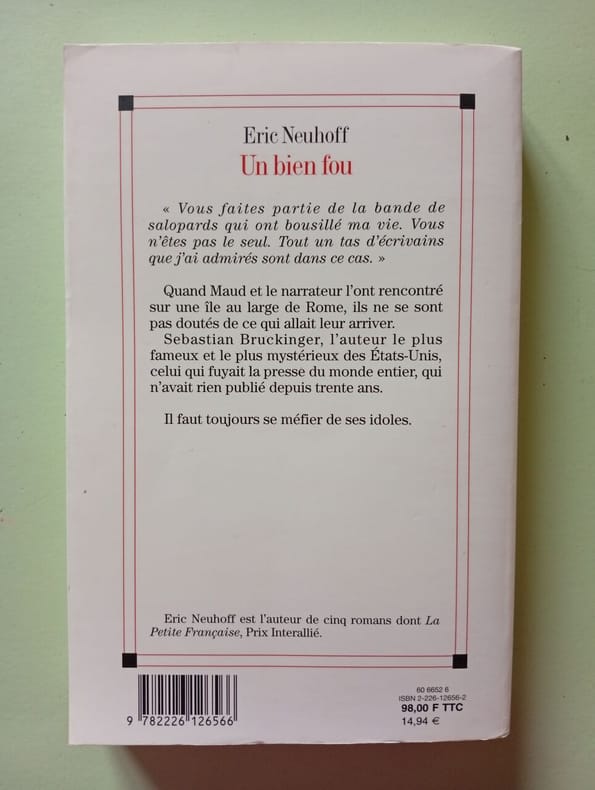 Eric Neuhoff
Un bien fou
« Vous faites partie de la bande de
salopards qui ont bousillé ma vie. Vous
n'êtes pas le seul. Tout un tas d'écrivains
que j'ai admirés sont dans ce cas. »
Quand Maud et le narrateur l'ont rencontré
sur une île au large de Rome, ils ne se sont
pas doutés de ce qui allait leur arriver.
Sebastian Bruckinger, l'auteur le plus
fameux et le plus mystérieux des États-Unis,
celui qui fuyait la presse du monde entier, qui
n'avait rien publié depuis trente ans.
Il faut toujours se méfier de ses idoles.
Eric Neuhoff est l'auteur de cinq romans dont La
Petite Française, Prix Interallié.
60 6652 6
ISBN 2-226-12656-2
98,00 F TTC
14,94 €
9 782226 126566